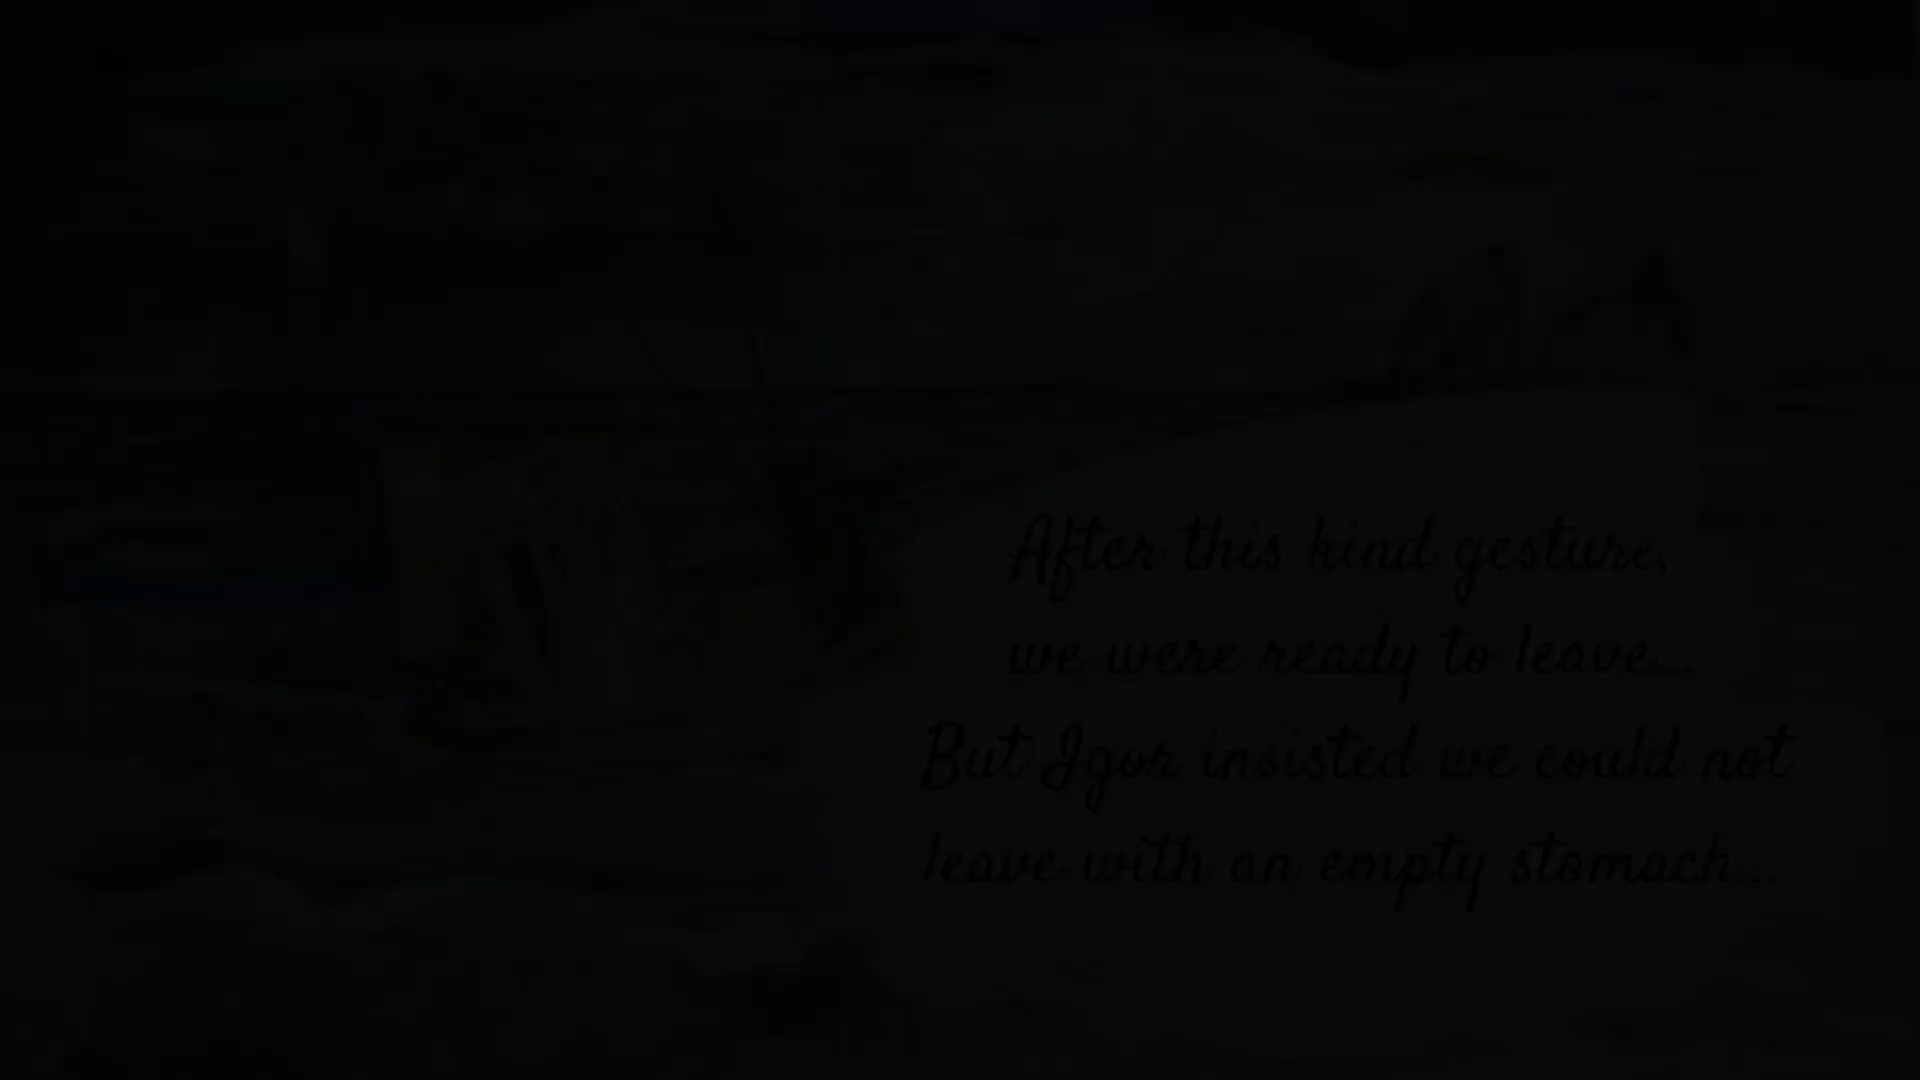 After this kind gesture,
we were ready to leave...
But Igor insisted we could not
leave with an empty stomach...